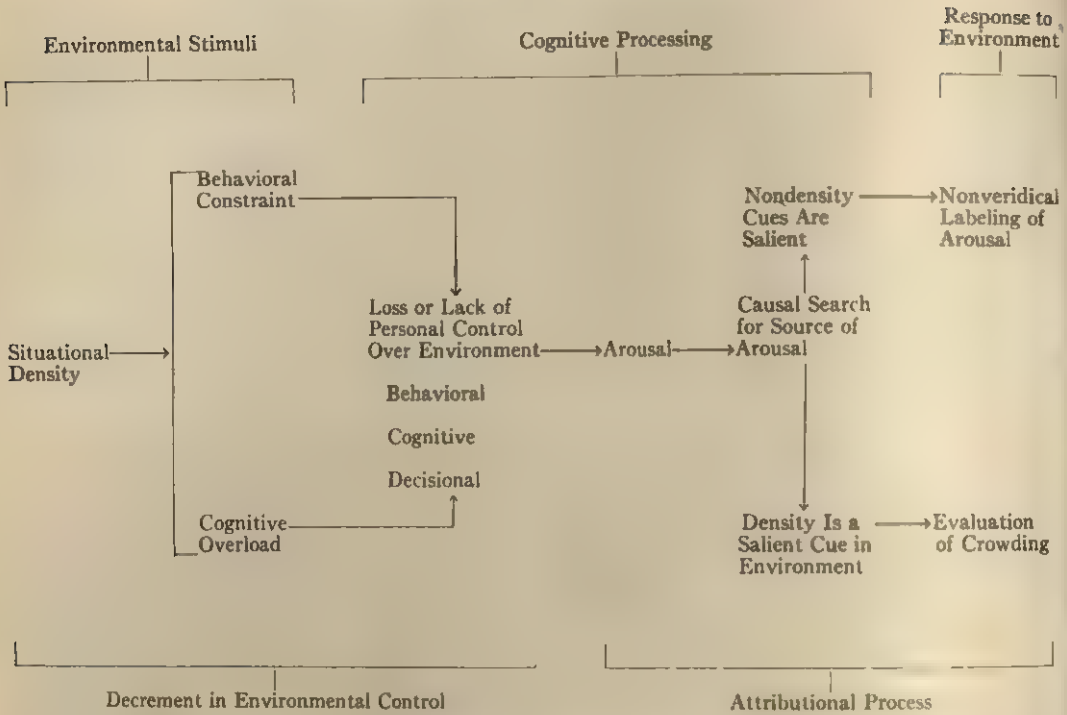 Environmental Stimuli
Cognitive Processing
Response to
Environment
Behavioral
Constraint
Situational
Density
Cognitive
Overload
Loss or Lack of
Personal Control
Over Environment
Behavioral
Cognitive
Decisional
Arousal
Causal Search
for Source of
Arousal
Nondensity
Cues Are
Salient
Nonveridical
Labeling of
Arousal
Density Is a
Salient Cue in
Environment
Evaluation
of Crowding
Decrement in Environmental Control
Attributional Process